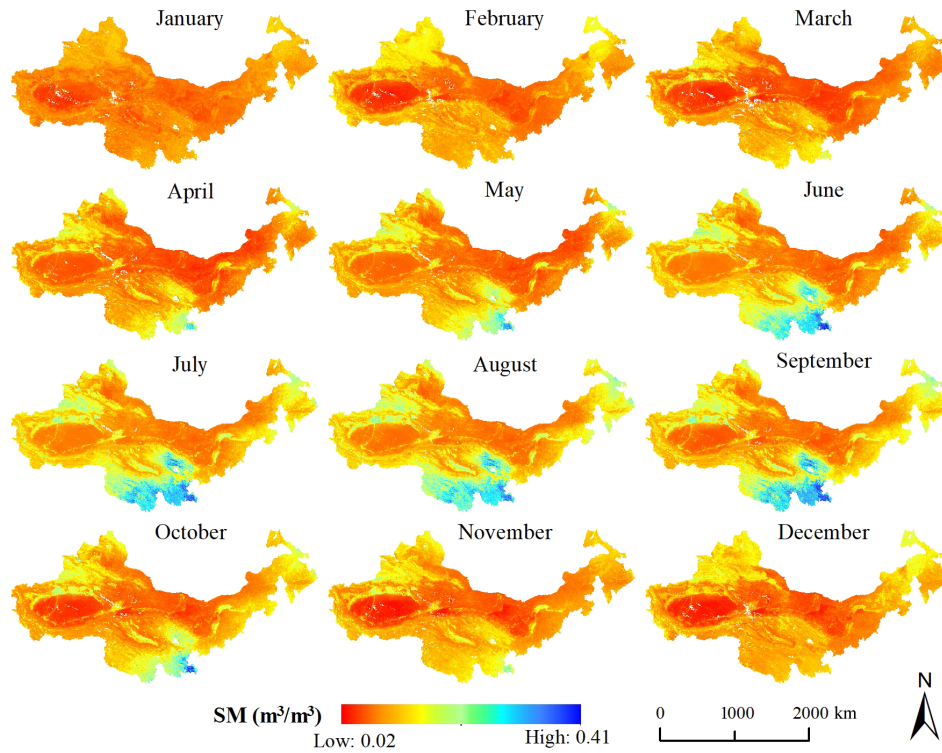 January February March
April May June
July August September
October November December
SM (m³/m³)
Low: 0.02 High: 0.41
0 1000 2000 km
N